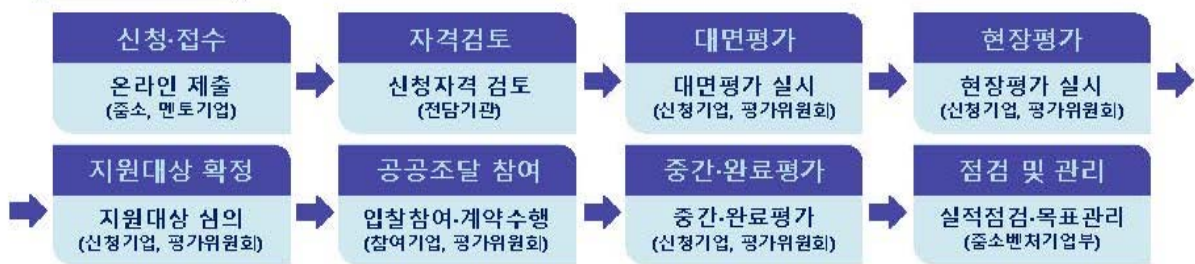 신청·접수
온라인 제출
(중소, 멘토기업)
자격검토
신청자격 검토
(전담기관)
대면평가
대면평가 실시
(신청기업, 평가위원회)
현장평가
현장평가 실시
(신청기업, 평가위원회)
지원대상 확정
지원대상 심의
(신청기업, 평가위원회)
공공조달 참여
입찰참여·계약수행
(참여기업, 평가위원회)
중간·완료평가
중간·완료평가
(신청기업, 평가위원회)
점검 및 관리
실적점검·목표관리
(중소벤처기업부)